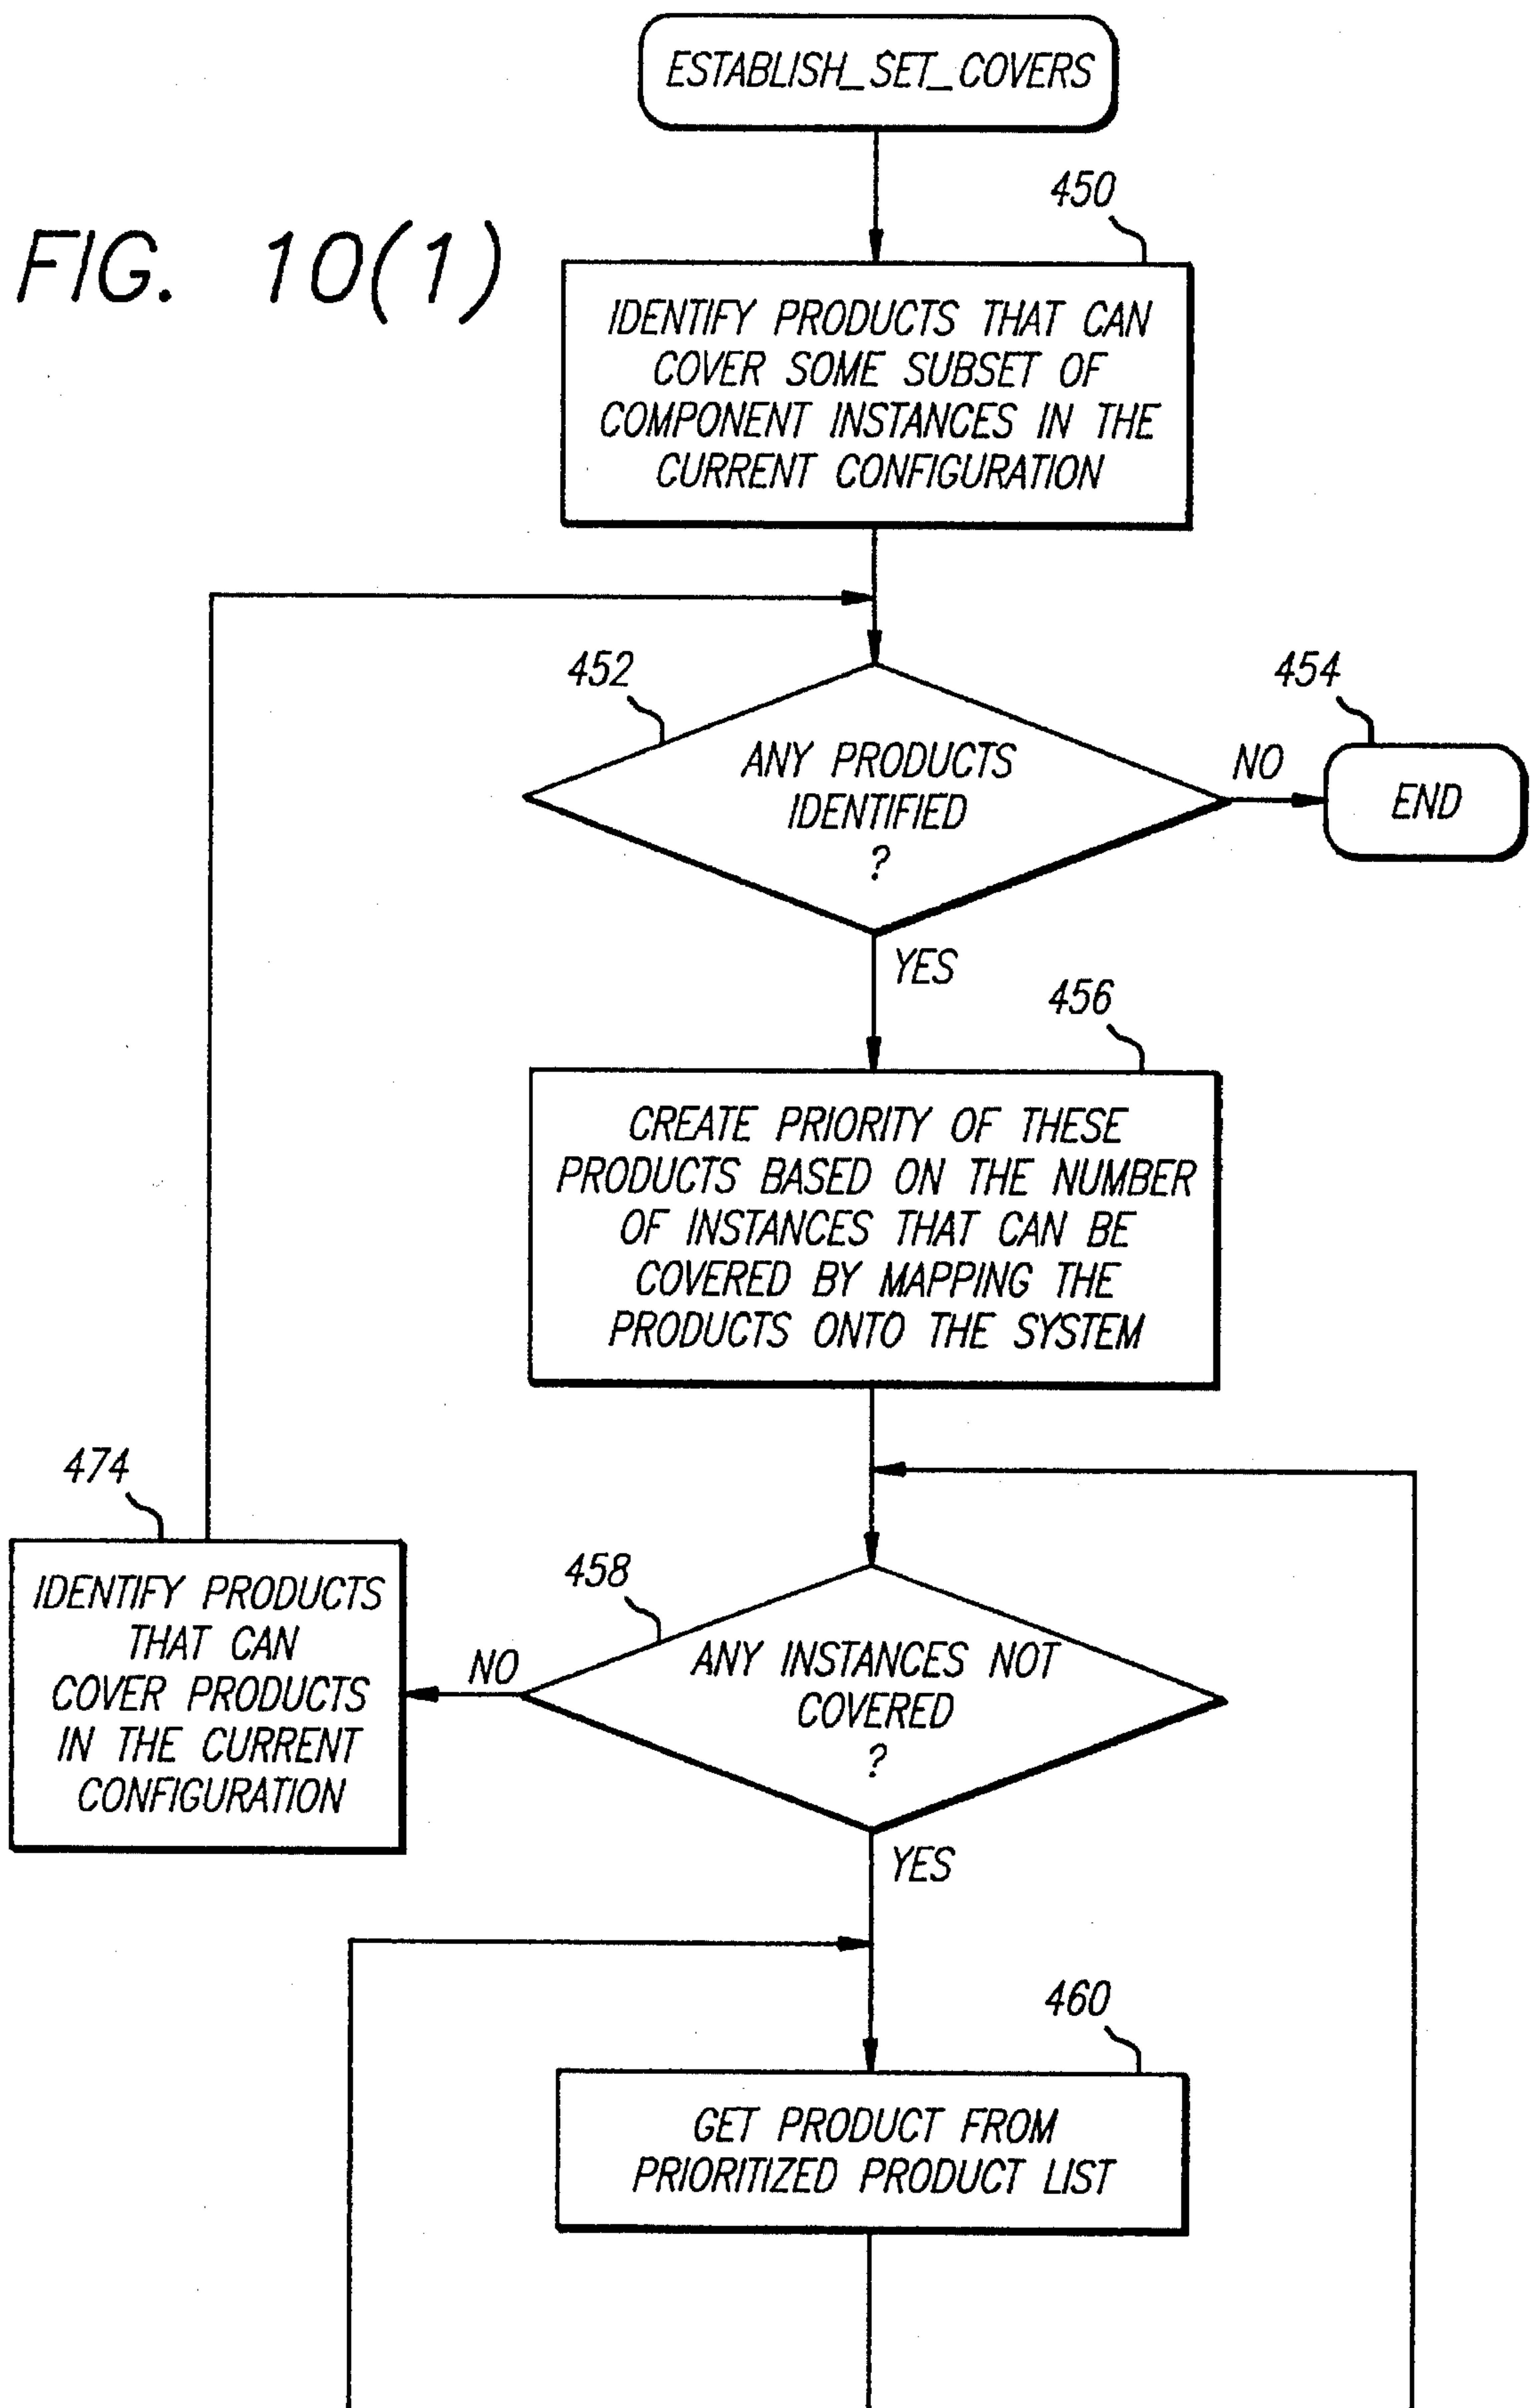 ESTABLISH_SET_COVERS
450
FIG. 10(1)
IDENTIFY PRODUCTS THAT CAN
COVER SOME SUBSET OF
COMPONENT INSTANCES IN THE
CURRENT CONFIGURATION
452
454
ANY PRODUCTS
IDENTIFIED
?
NO
END
YES
456
CREATE PRIORITY OF THESE
PRODUCTS BASED ON THE NUMBER
OF INSTANCES THAT CAN BE
COVERED BY MAPPING THE
PRODUCTS ONTO THE SYSTEM
474
IDENTIFY PRODUCTS
THAT CAN
COVER PRODUCTS
IN THE CURRENT
CONFIGURATION
458
NO
ANY INSTANCES NOT
COVERED
?
YES
460
GET PRODUCT FROM
PRIORITIZED PRODUCT LIST